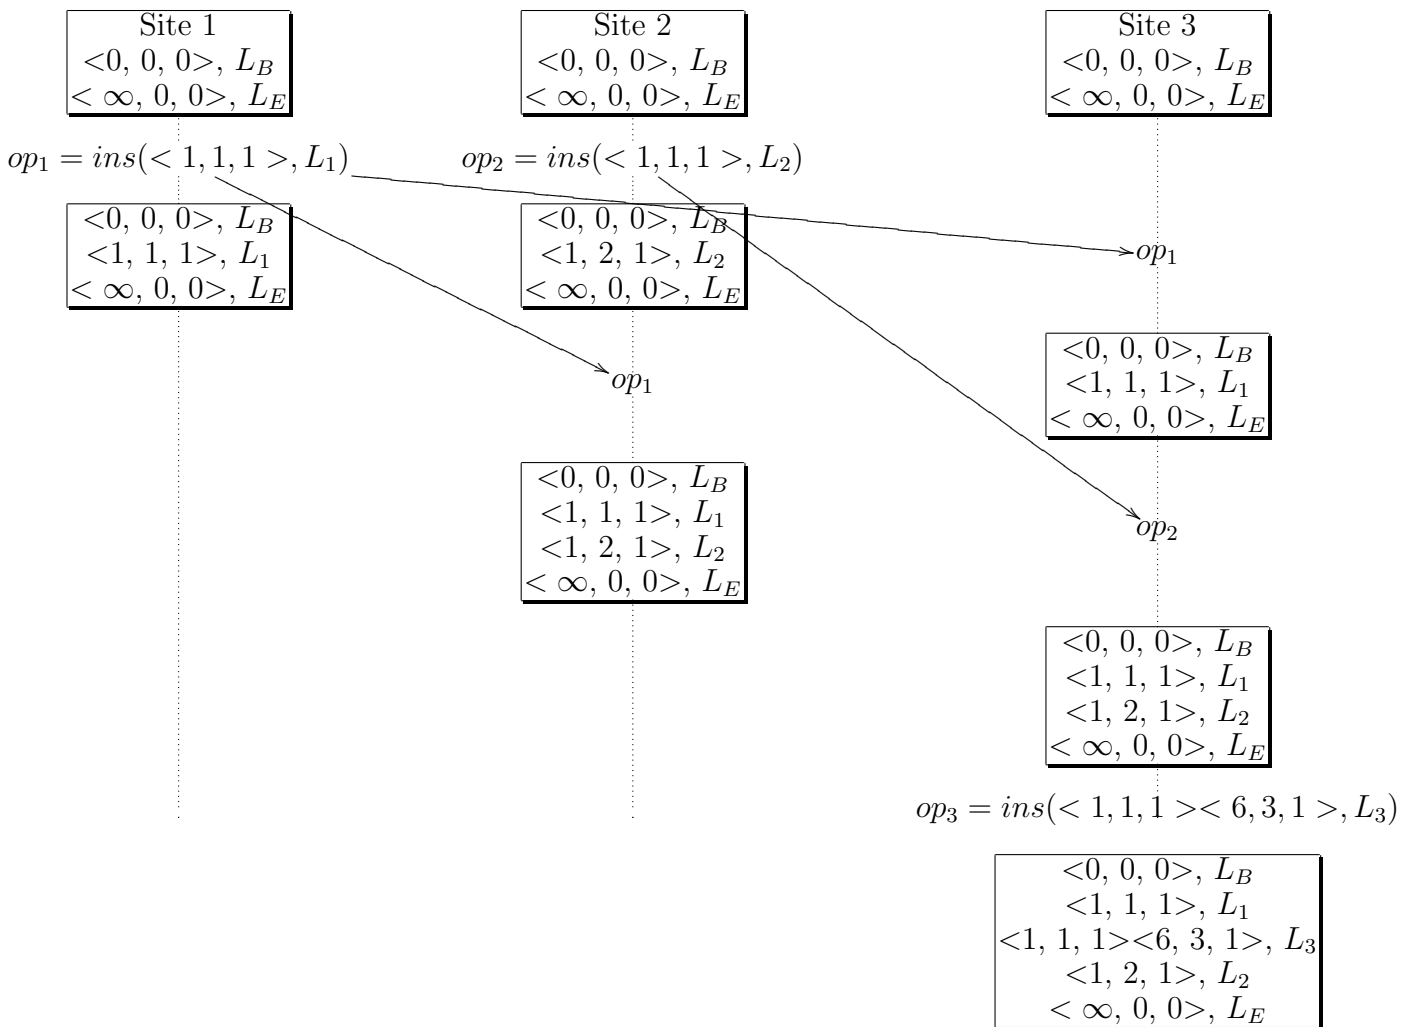 Site 1
<0, 0, 0>, L_B
< ∞, 0, 0>, L_E
Site 2
<0, 0, 0>, L_B
< ∞, 0, 0>, L_E
Site 3
<0, 0, 0>, L_B
< ∞, 0, 0>, L_E
op_1 = ins(< 1, 1, 1 >, L_1)
op_2 = ins(< 1, 1, 1 >, L_2)
<0, 0, 0>, L_B
<1, 1, 1>, L_1
< ∞, 0, 0>, L_E
<0, 0, 0>, L_B
<1, 2, 1>, L_2
< ∞, 0, 0>, L_E
op_1
op_1
<0, 0, 0>, L_B
<1, 1, 1>, L_1
< ∞, 0, 0>, L_E
<0, 0, 0>, L_B
<1, 1, 1>, L_1
<1, 2, 1>, L_2
< ∞, 0, 0>, L_E
op_2
<0, 0, 0>, L_B
<1, 1, 1>, L_1
<1, 2, 1>, L_2
< ∞, 0, 0>, L_E
op_3 = ins(< 1, 1, 1 >< 6, 3, 1 >, L_3)
<0, 0, 0>, L_B
<1, 1, 1>, L_1
<1, 1, 1><6, 3, 1>, L_3
<1, 2, 1>, L_2
< ∞, 0, 0>, L_E